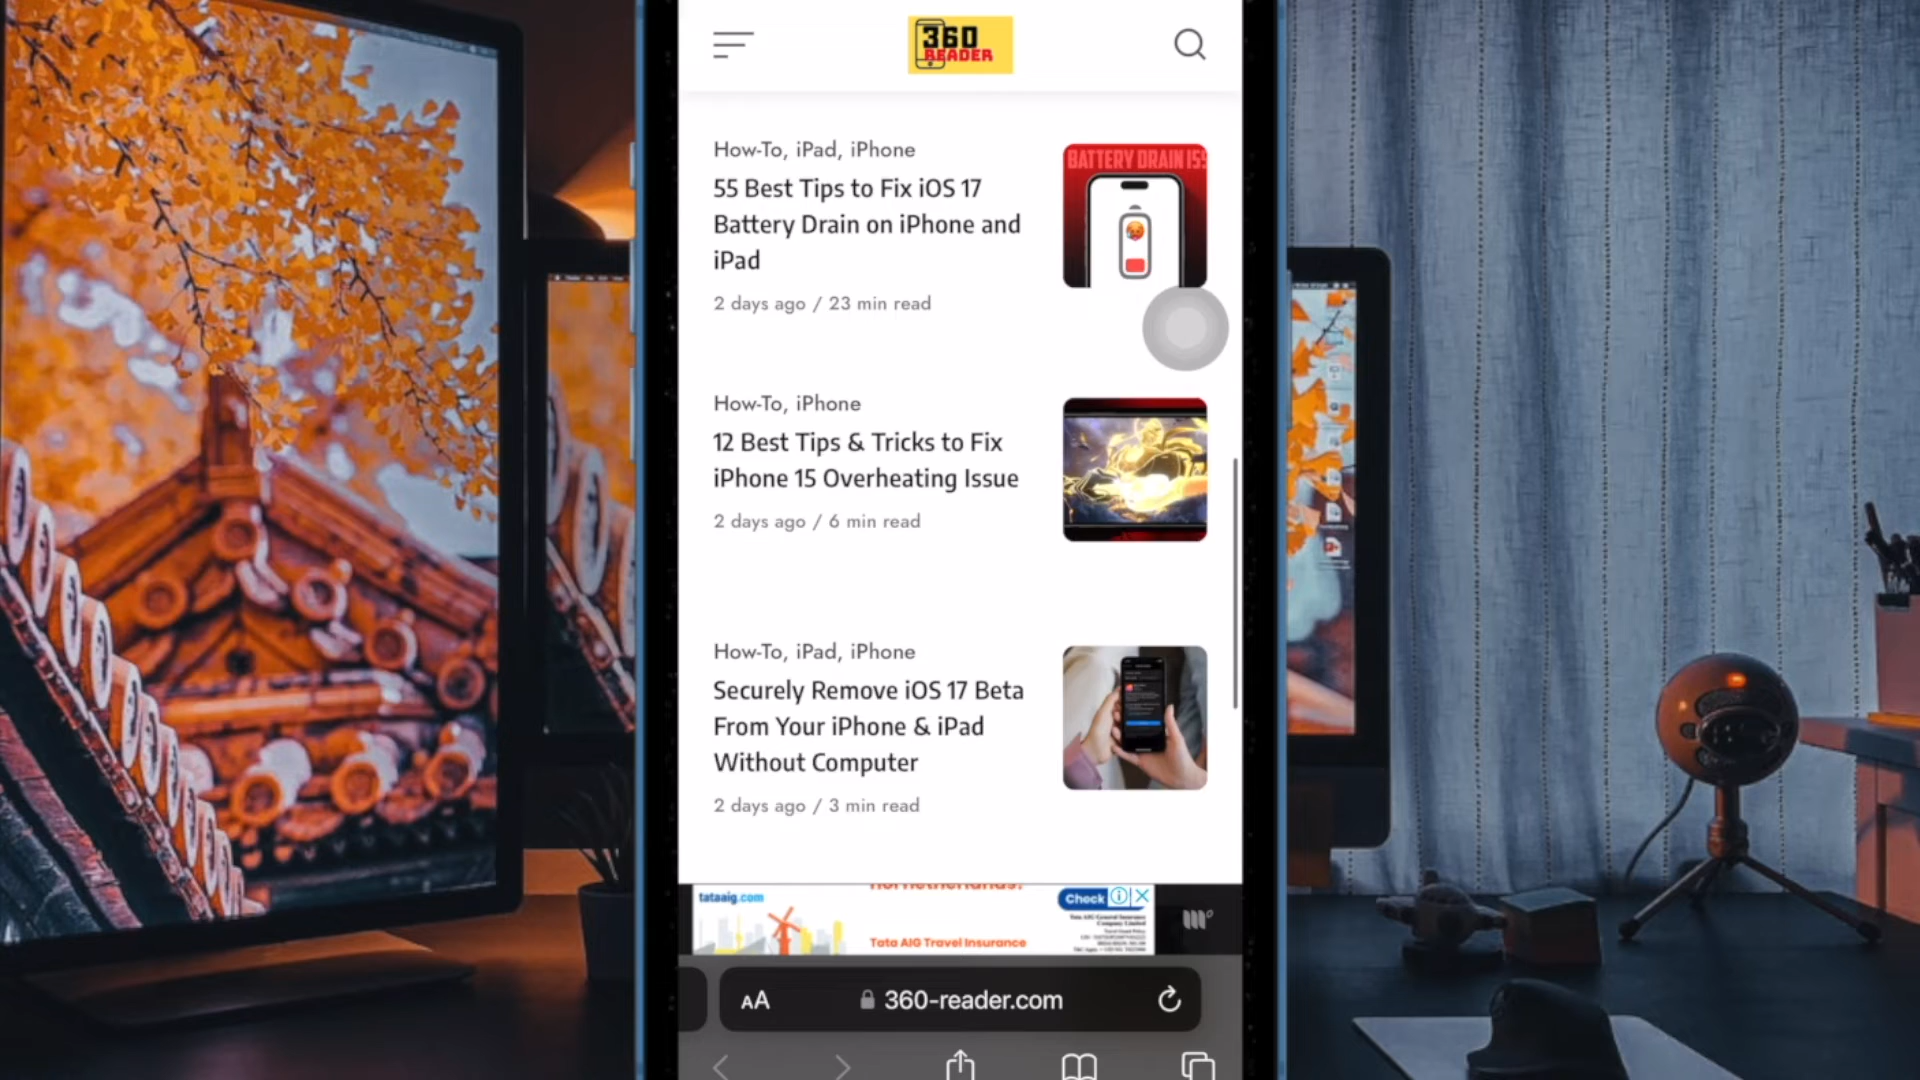 360
READER
How-To, iPad, iPhone
55 Best Tips to Fix iOS 17
Battery Drain on iPhone and
iPad
2 days ago / 23 min read
BATTERY DRAIN
How-To, iPhone
12 Best Tips & Tricks to Fix
iPhone 15 Overheating Issue
2 days ago / 6 min read
How-To, iPad, iPhone
Securely Remove iOS 17 Beta
From Your iPhone & iPad
Without Computer
2 days ago / 3 min read
tataaig.com
Check
Tata AIG Travel Insurance
AA
360-reader.com